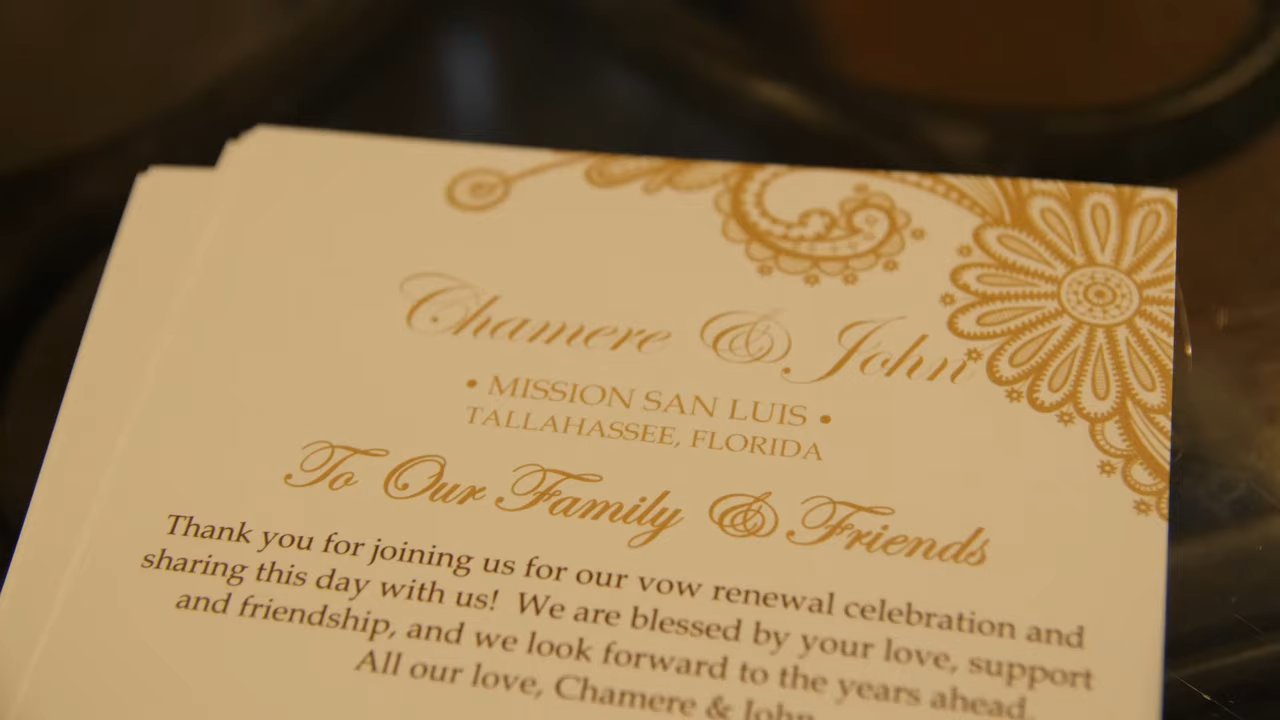 Chamere & John
• MISSION SAN LUIS •
TALLAHASSEE, FLORIDA
To Our Family & Friends
Thank you for joining us for our vow renewal celebration and
sharing this day with us!  We are blessed by your love, support
and friendship, and we look forward to the years ahead.
All our love, Chamere & John